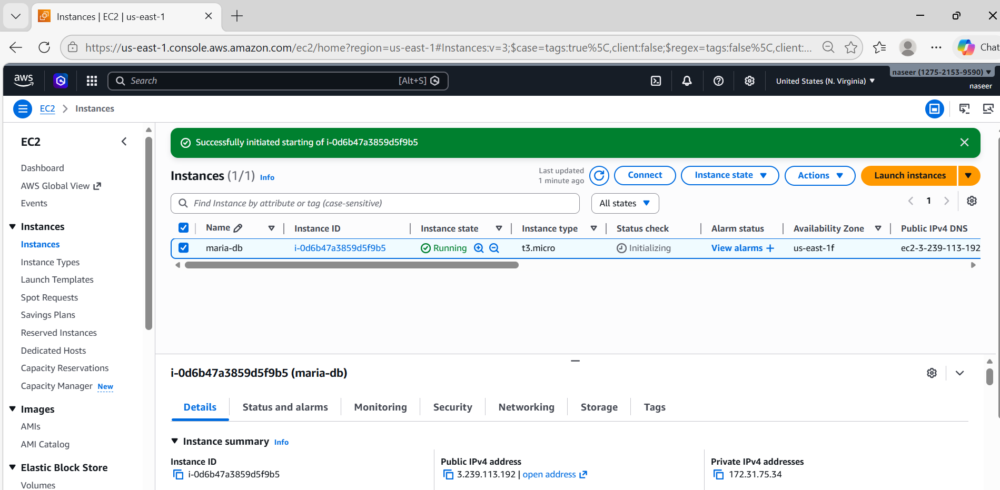 Instances | EC2 | us-east-1
https://us-east-1.console.aws.amazon.com/ec2/home?region=us-east-1#Instances:v=3;$case=tags:true%5C,client:false;$regex=tags:false%5C,client:...
Chat
aws
Search
[Alt+S]
United States (N. Virginia)
naseer (1275-2153-9590)
naseer
EC2
Instances
EC2
Dashboard
AWS Global View
Events
Instances
Instances
Instance Types
Launch Templates
Spot Requests
Savings Plans
Reserved Instances
Dedicated Hosts
Capacity Reservations
Capacity Manager New
Images
AMIs
AMI Catalog
Elastic Block Store
Volumes
Successfully initiated starting of i-0d6b47a3859d5f9b5
Instances (1/1) Info
Last updated
1 minute ago
Connect
Instance state
Actions
Launch instances
Find Instance by attribute or tag (case-sensitive)
All states
1
Name Instance ID Instance state Instance type Status check Alarm status Availability Zone Public IPv4 DNS
maria-db i-0d6b47a3859d5f9b5 Running t3.micro Initializing View alarms + us-east-1f ec2-3-239-113-192
i-0d6b47a3859d5f9b5 (maria-db)
Details Status and alarms Monitoring Security Networking Storage Tags
Instance summary Info
Instance ID
i-0d6b47a3859d5f9b5
Public IPv4 address
3.239.113.192 | open address
Private IPv4 addresses
172.31.75.34